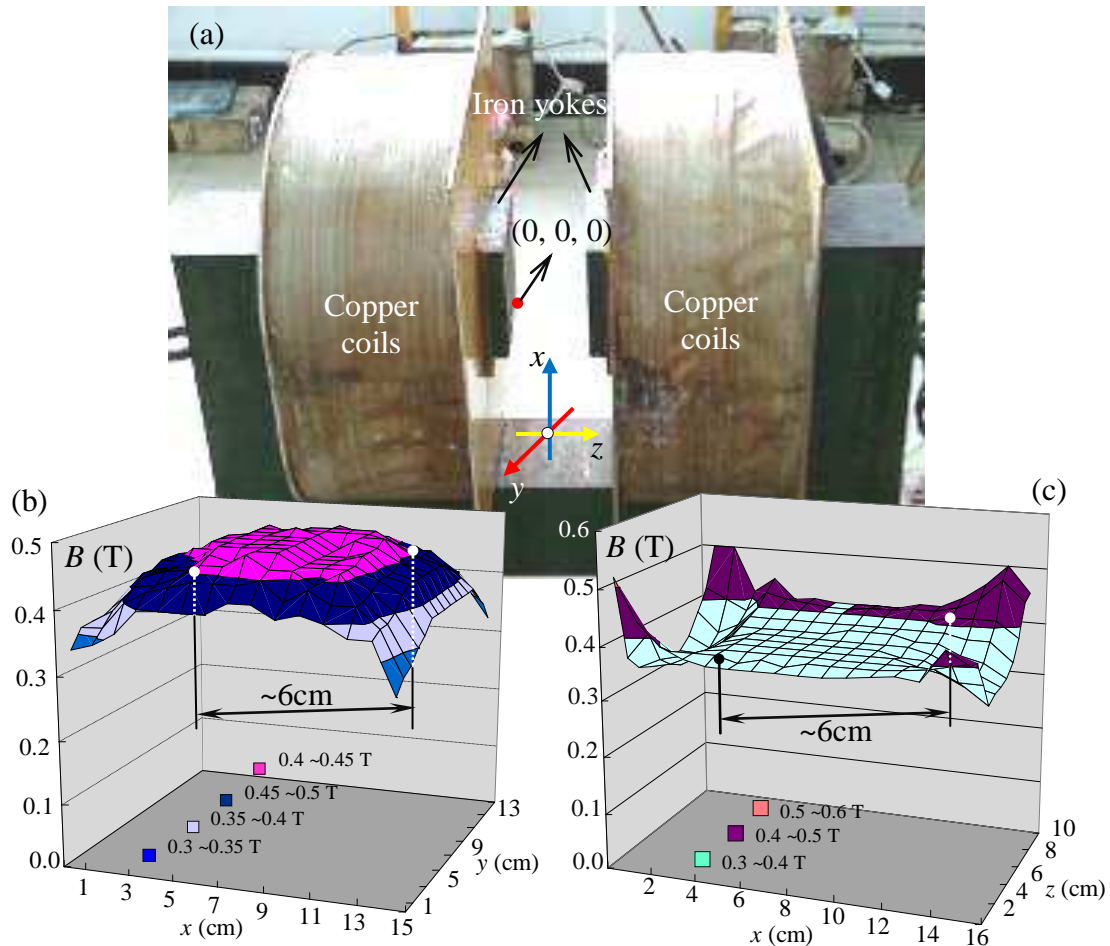 (a)
Iron yokes
(0, 0, 0)
Copper
coils
Copper
coils
x
z
y
(b)
0.5
B (T)
0.4
0.3
0.2
0.1
0.0
~6cm
0.4 ~0.45 T
0.45 ~0.5 T
0.35 ~0.4 T
0.3 ~0.35 T
1
3
5
7
9
11
13
15
x (cm)
1
5
9
13
y (cm)
(c)
0.6
B (T)
0.5
0.4
0.3
0.2
0.1
0.0
~6cm
0.5 ~0.6 T
0.4 ~0.5 T
0.3 ~0.4 T
2
4
6
8
10
12
14
16
x (cm)
2
4
6
8
10
z (cm)